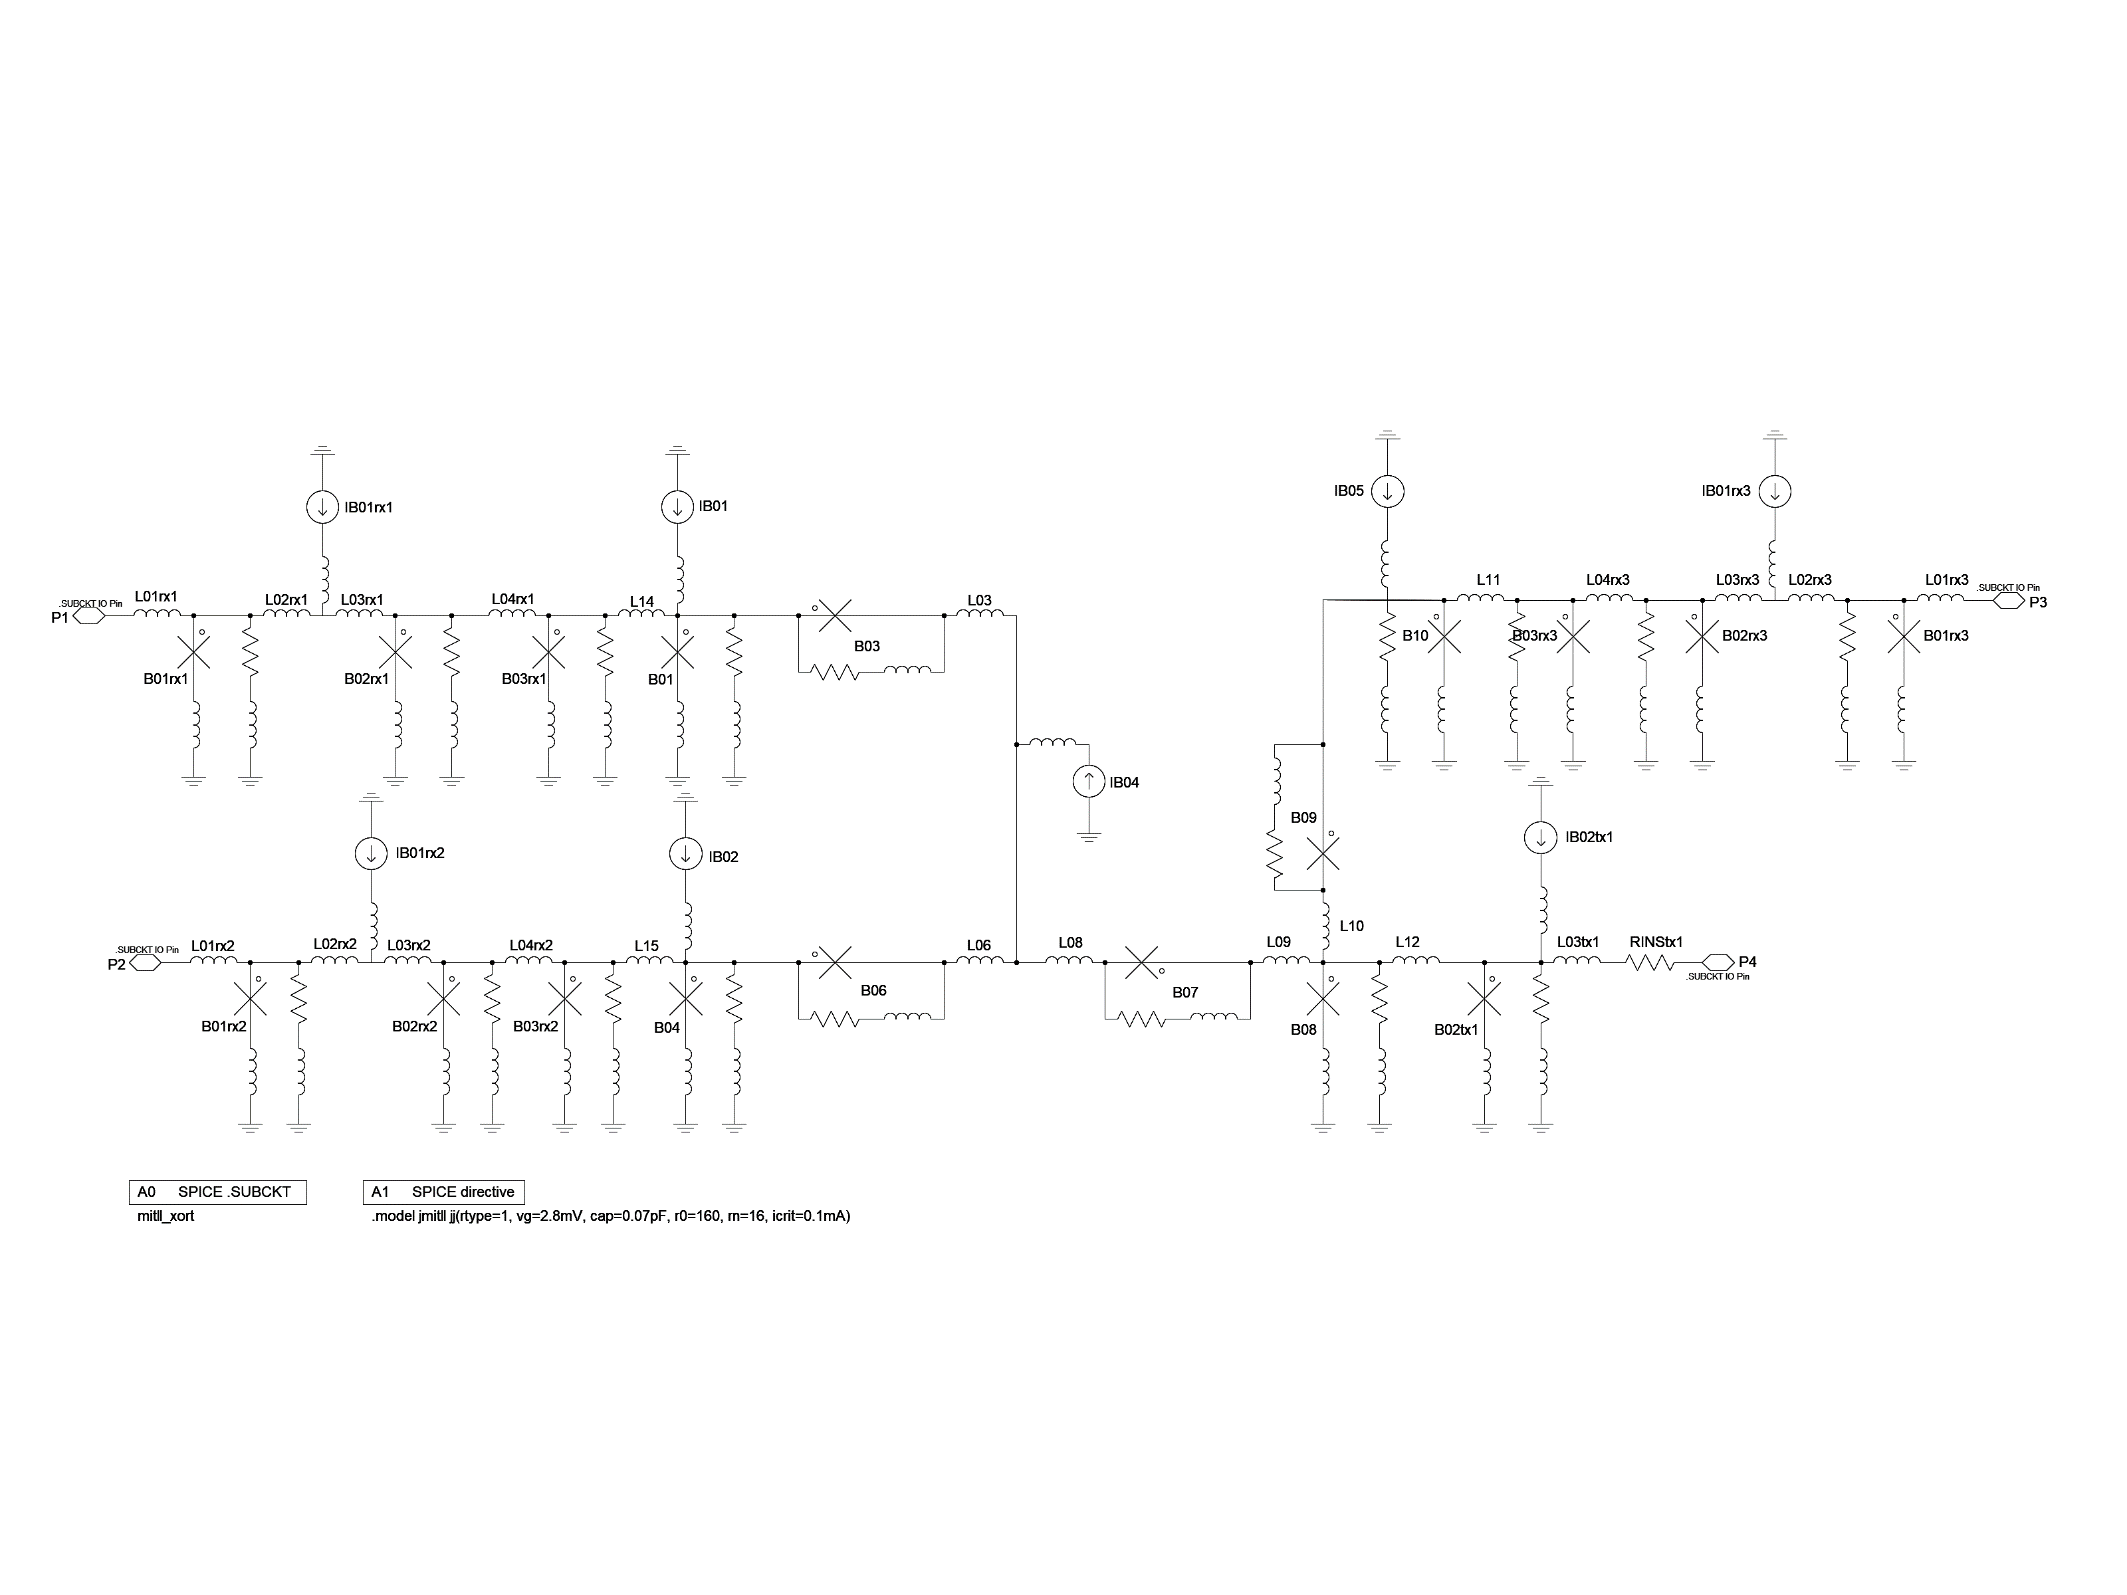 IB05
IB01rx3
IB01rx1
IB01
L11
L04rx3
L03rx3
L02rx3
L01rx3
.SUBCKT IO Pin
P3
.SUBCKT IO Pin
P1
L01rx1
L02rx1
L03rx1
L04rx1
L14
L03
B10
B03rx3
B02rx3
B01rx3
B01rx1
B02rx1
B03rx1
B01
B03
IB04
B09
IB02tx1
IB01rx2
IB02
L10
.SUBCKT IO Pin
P2
L01rx2
L02rx2
L03rx2
L04rx2
L15
L06
L08
L09
L12
L03tx1
RINStx1
P4
.SUBCKT IO Pin
B06
B07
B01rx2
B02rx2
B03rx2
B04
B08
B02tx1
A0 SPICE .SUBCKT
mitll_xort
A1 SPICE directive
.model jmitll jj(rtype=1, vg=2.8mV, cap=0.07pF, r0=160, rn=16, icrit=0.1mA)